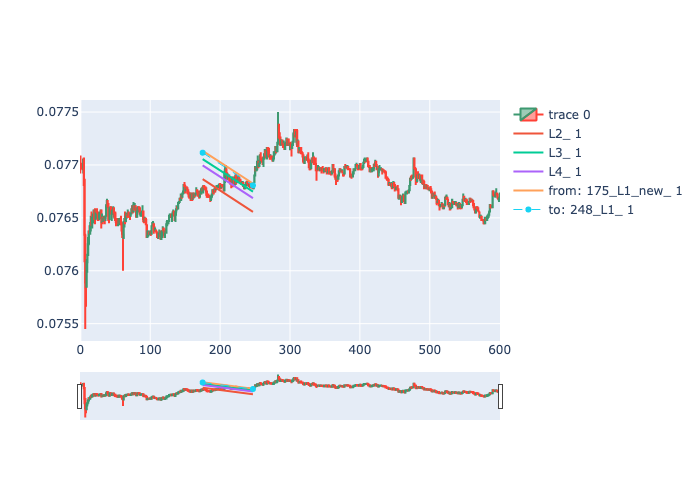 0.0775
0.077
0.0765
0.076
0.0755
0 100 200 300 400 500 600
trace 0
L2_ 1
L3_ 1
L4_ 1
from: 175_L1_new_ 1
to: 248_L1_ 1